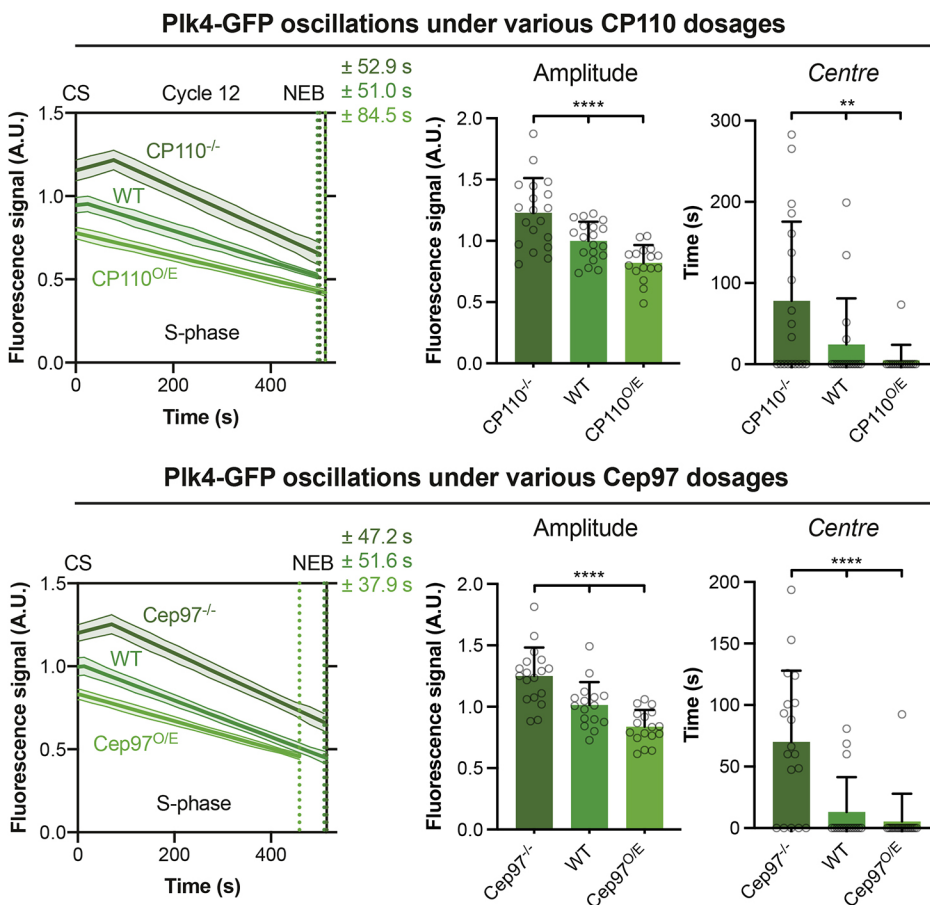 Plk4-GFP oscillations under various CP110 dosages
± 52.9 s
± 51.0 s
± 84.5 s
CS Cycle 12 NEB
Fluorescence signal (A.U.)
1.5
1.0
0.5
0.0
CP110-/-
WT
CP110O/E
S-phase
0 200 400
Time (s)
Amplitude
****
Fluorescence signal (A.U.)
2.0
1.5
1.0
0.5
0.0
CP110-/- WT CP110O/E
Centre
**
Time (s)
300
200
100
0
CP110-/- WT CP110O/E
Plk4-GFP oscillations under various Cep97 dosages
± 47.2 s
± 51.6 s
± 37.9 s
CS NEB
Fluorescence signal (A.U.)
1.5
1.0
0.5
0.0
Cep97-/-
WT
Cep97O/E
S-phase
0 200 400
Time (s)
Amplitude
****
Fluorescence signal (A.U.)
2.0
1.5
1.0
0.5
0.0
Cep97-/- WT Cep97O/E
Centre
****
Time (s)
200
150
100
50
0
Cep97-/- WT Cep97O/E